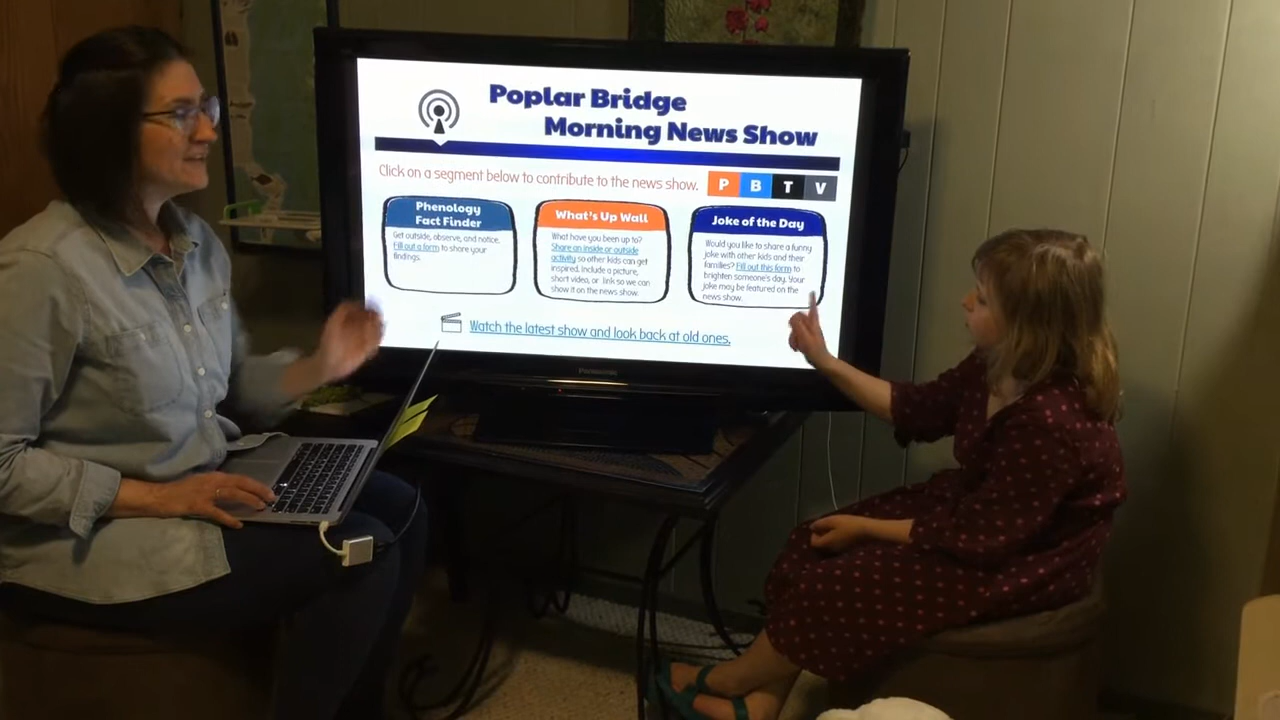 Poplar Bridge
Morning News Show
Click on a segment below to contribute to the news show.
P B T V
Phenology
Fact Finder
Get outside, observe, and notice.
Fill out a form to share your
findings.
What's Up Wall
What have you been up to?
Share an inside or outside
activity so other kids can get
inspired. Include a picture,
short video, or link so we can
show it on the news show.
Joke of the Day
Would you like to share a funny
joke with other kids and their
families? Fill out this form to
brighten someone's day. Your
joke may be featured on the
news show.
Watch the latest show and look back at old ones.
Panasonic